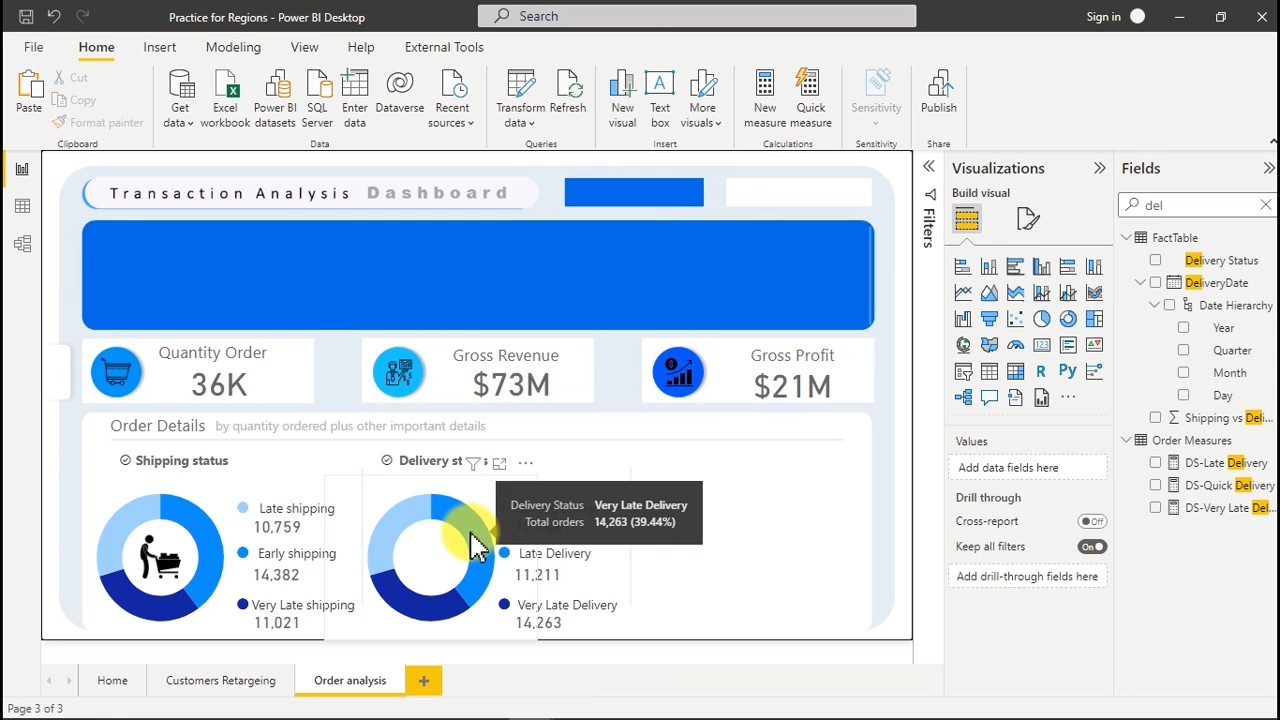 Practice for Regions - Power BI Desktop
Search
Sign in
File Home Insert Modeling View Help External Tools
Paste
Cut
Copy
Format painter
Clipboard
Get data
Excel workbook
Power BI datasets
SQL Server
Enter data
Dataverse
Recent sources
Data
Transform data
Refresh
Queries
New visual
Text box
More visuals
Insert
New measure
Quick measure
Calculations
Sensitivity
Sensitivity
Publish
Share
Transaction Analysis Dashboard
Quantity Order
36K
Gross Revenue
$73M
Gross Profit
$21M
Order Details by quantity ordered plus other important details
Shipping status
Late shipping
10,759
Early shipping
14,382
Very Late shipping
11,021
Delivery st s
Delivery Status Very Late Delivery
Total orders 14,263 (39.44%)
Late Delivery
11,211
Very Late Delivery
14,263
Filters
Visualizations
Build visual
Values
Add data fields here
Drill through
Cross-report Off
Keep all filters On
Add drill-through fields here
Fields
del
FactTable
Delivery Status
DeliveryDate
Date Hierarchy
Year
Quarter
Month
Day
Shipping vs Deli...
Order Measures
DS-Late Delivery
DS-Quick Delivery
DS-Very Late Del...
Home Customers Retargeing Order analysis
Page 3 of 3